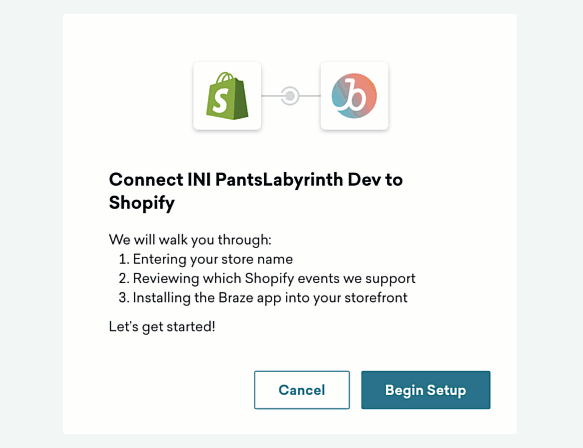 Connect INI PantsLabyrinth Dev to
Shopify
We will walk you through:
1. Entering your store name
2. Reviewing which Shopify events we support
3. Installing the Braze app into your storefront
Let's get started!
Cancel
Begin Setup